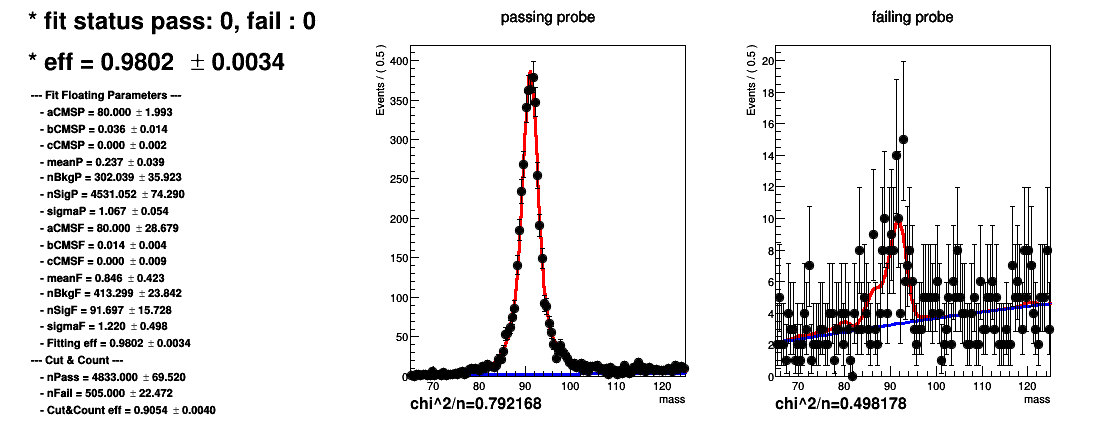 * fit status pass: 0, fail : 0
* eff = 0.9802 ± 0.0034
--- Fit Floating Parameters ---
- aCMSP = 80.000 ± 1.993
- bCMSP = 0.036 ± 0.014
- cCMSP = 0.000 ± 0.002
- meanP = 0.237 ± 0.039
- nBkgP = 302.039 ± 35.923
- nSigP = 4531.052 ± 74.290
- sigmaP = 1.067 ± 0.054
- aCMSF = 80.000 ± 28.679
- bCMSF = 0.014 ± 0.004
- cCMSF = 0.000 ± 0.009
- meanF = 0.846 ± 0.423
- nBkgF = 413.299 ± 23.842
- nSigF = 91.697 ± 15.728
- sigmaF = 1.220 ± 0.498
- Fitting eff = 0.9802 ± 0.0034
--- Cut & Count ---
- nPass = 4833.000 ± 69.520
- nFail = 505.000 ± 22.472
- Cut&Count eff = 0.9054 ± 0.0040
passing probe
Events / ( 0.5 )
400
350
300
250
200
150
100
50
0
70 80 90 100 110 120
mass
chi^2/n=0.792168
failing probe
Events / ( 0.5 )
20
18
16
14
12
10
8
6
4
2
0
70 80 90 100 110 120
mass
chi^2/n=0.498178